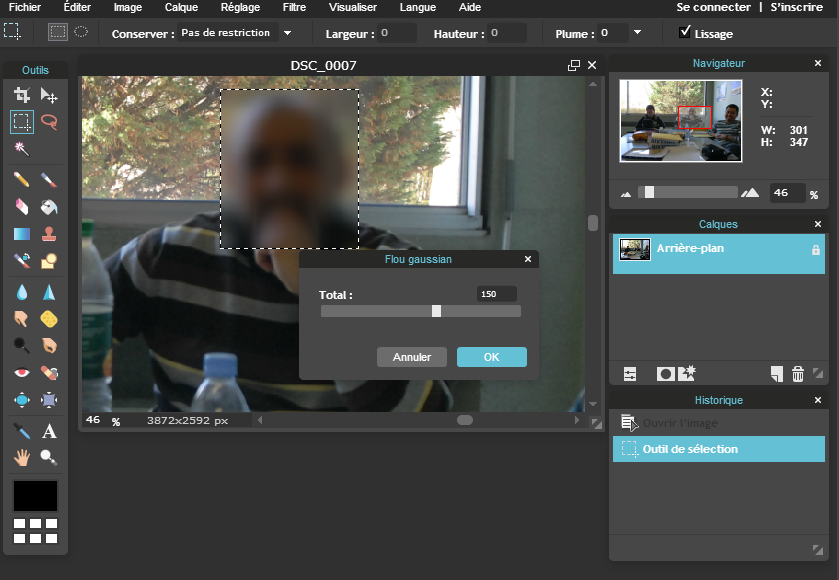 Fichier Éditer Image Calque Réglage Filtre Visualiser Langue Aide Se connecter | S'inscrire
Conserver : Pas de restriction Largeur : 0 Hauteur : 0 Plume : 0 Lissage
Outils
DSC_0007
Navigateur
X:
Y:
W: 301
H: 347
46 %
Calques
Arrière-plan
Flou gaussian
Total : 150
Annuler OK
46 % 3872x2592 px
Historique
Ouvrir l'image
Outil de sélection
A